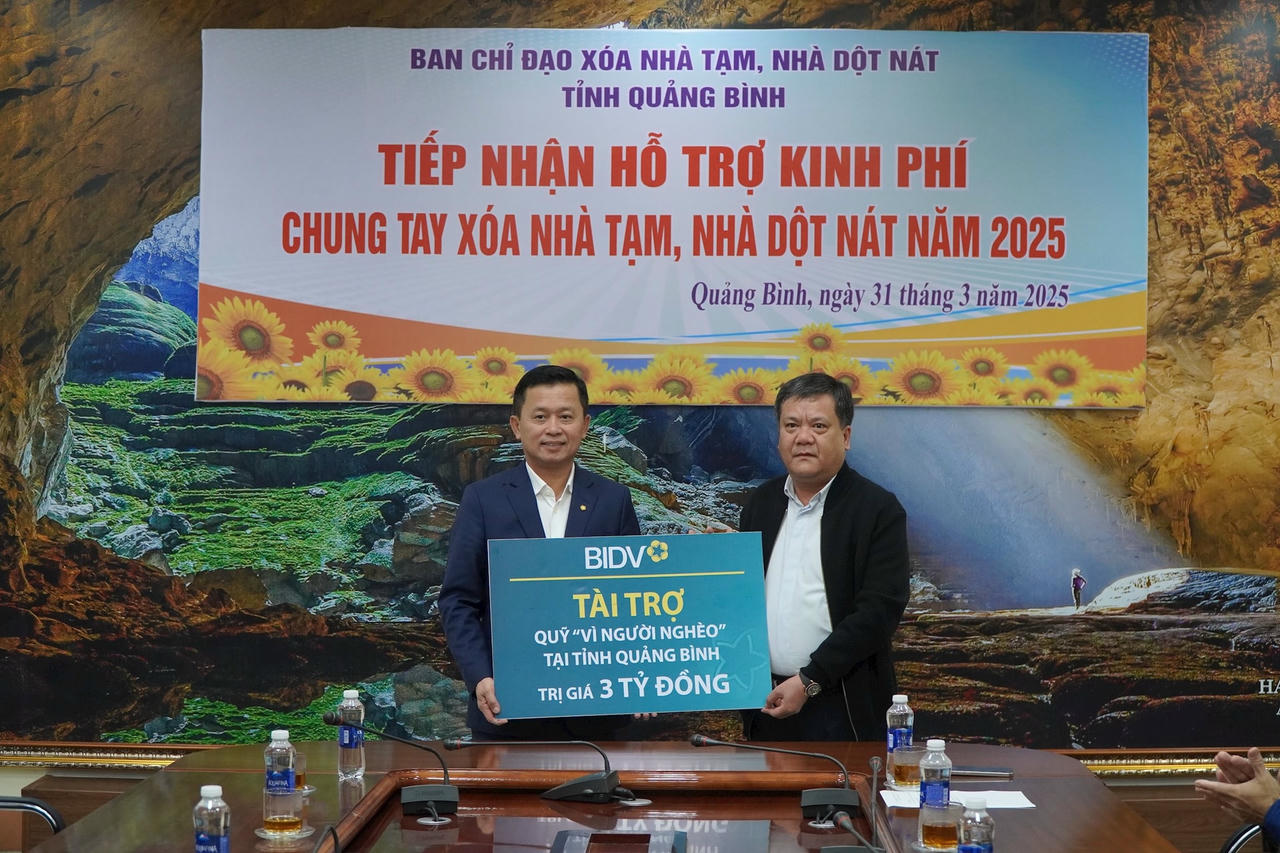 BAN CHỈ ĐẠO XÓA NHÀ TẠM, NHÀ DỘT NÁT
TỈNH QUẢNG BÌNH
TIẾP NHẬN HỖ TRỢ KINH PHÍ
CHUNG TAY XÓA NHÀ TẠM, NHÀ DỘT NÁT NĂM 2025
Quảng Bình, ngày 31 tháng 3 năm 2025
BIDV
TÀI TRỢ
QUỸ “VÌ NGƯỜI NGHÈO”
TẠI TỈNH QUẢNG BÌNH
TRỊ GIÁ 3 TỶ ĐỒNG
AQUAFINA